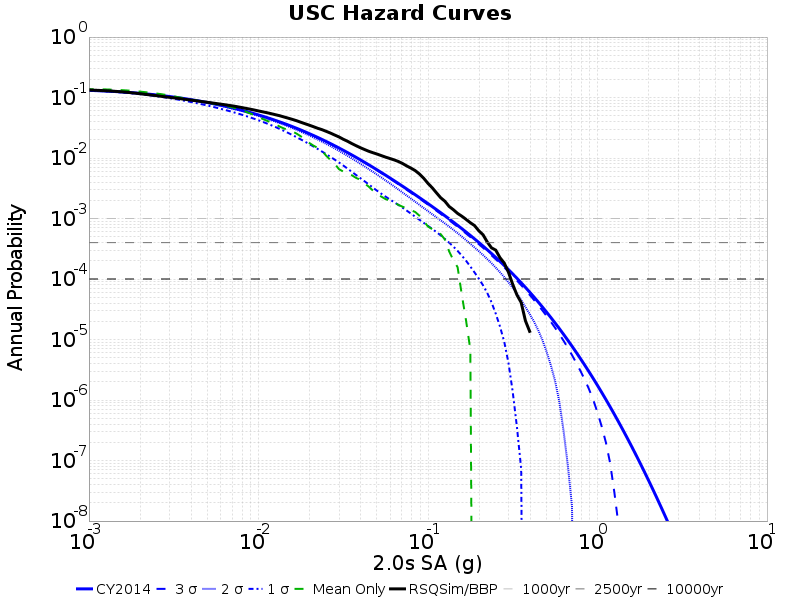 USC Hazard Curves
10^0
10^-1
10^-2
10^-3
10^-4
10^-5
10^-6
10^-7
10^-8
Annual Probability
10^-3 10^-2 10^-1 10^0 10^1
2.0s SA (g)
CY2014 3 σ 2 σ 1 σ Mean Only RSQSim/BBP 1000yr 2500yr 10000yr